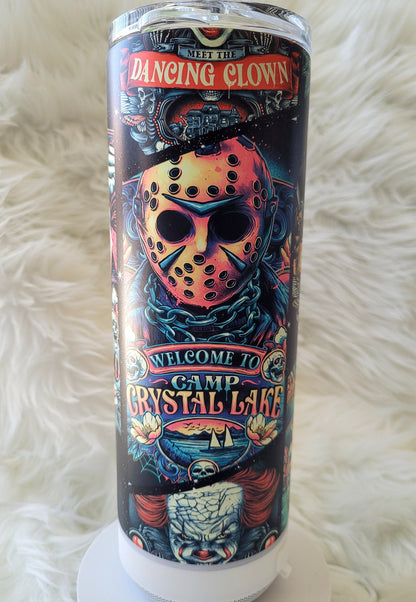 MEET THE
DANCING CLOWN
WELCOME TO
CAMP
CRYSTAL LAKE